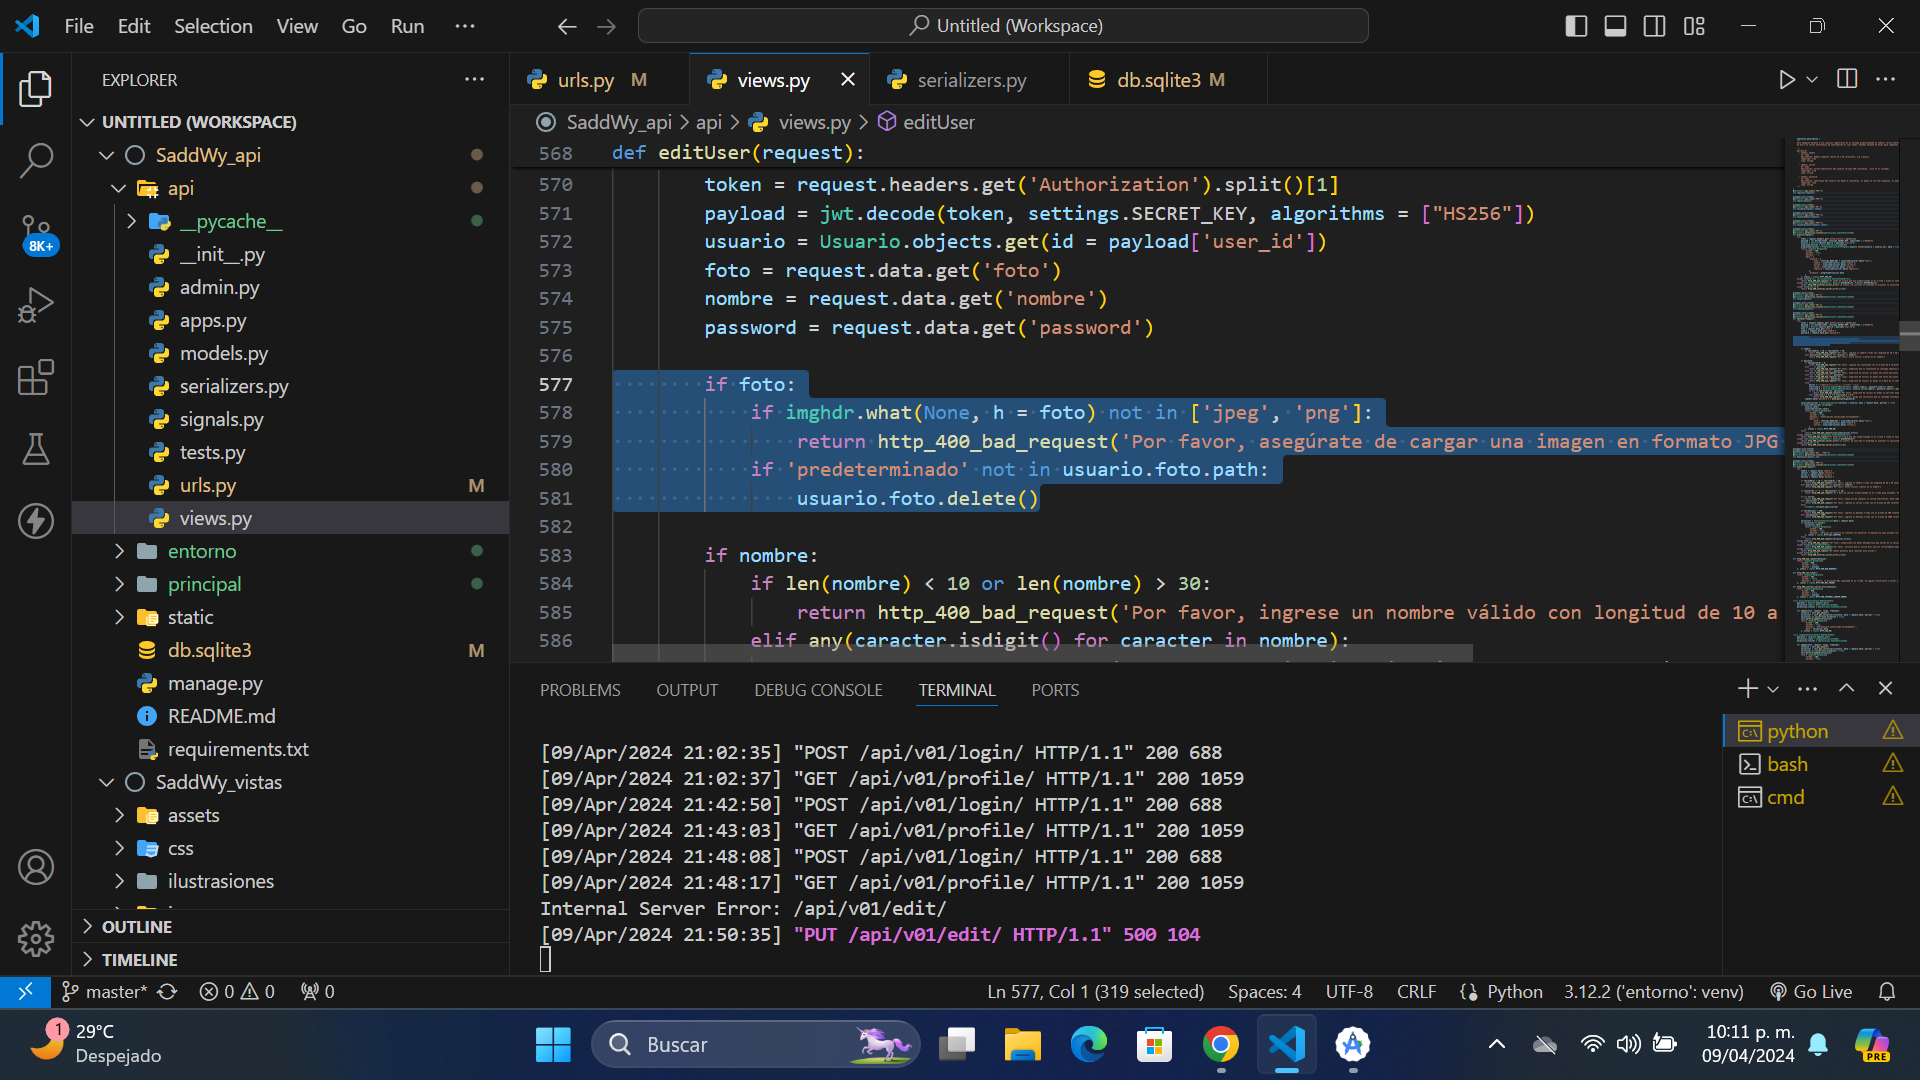 File Edit Selection View Go Run ···
Untitled (Workspace)
EXPLORER
UNTITLED (WORKSPACE)
SaddWy_api
api
__pycache__
__init__.py
admin.py
apps.py
models.py
serializers.py
signals.py
tests.py
urls.py M
views.py
entorno
principal
static
db.sqlite3 M
manage.py
README.md
requirements.txt
SaddWy_vistas
assets
css
ilustrasiones
OUTLINE
TIMELINE
8K+
urls.py M
views.py
serializers.py
db.sqlite3 M
SaddWy_api > api > views.py > editUser
568 def editUser(request):
570 token = request.headers.get('Authorization').split()[1]
571 payload = jwt.decode(token, settings.SECRET_KEY, algorithms = ["HS256"])
572 usuario = Usuario.objects.get(id = payload['user_id'])
573 foto = request.data.get('foto')
574 nombre = request.data.get('nombre')
575 password = request.data.get('password')
576
577 if foto:
578 if imghdr.what(None, h = foto) not in ['jpeg', 'png']:
579 return http_400_bad_request('Por favor, asegúrate de cargar una imagen en formato JPG
580 if 'predeterminado' not in usuario.foto.path:
581 usuario.foto.delete()
582
583 if nombre:
584 if len(nombre) < 10 or len(nombre) > 30:
585 return http_400_bad_request('Por favor, ingrese un nombre válido con longitud de 10 a
586 elif any(caracter.isdigit() for caracter in nombre):
PROBLEMS OUTPUT DEBUG CONSOLE TERMINAL PORTS
[09/Apr/2024 21:02:35] "POST /api/v01/login/ HTTP/1.1" 200 688
[09/Apr/2024 21:02:37] "GET /api/v01/profile/ HTTP/1.1" 200 1059
[09/Apr/2024 21:42:50] "POST /api/v01/login/ HTTP/1.1" 200 688
[09/Apr/2024 21:43:03] "GET /api/v01/profile/ HTTP/1.1" 200 1059
[09/Apr/2024 21:48:08] "POST /api/v01/login/ HTTP/1.1" 200 688
[09/Apr/2024 21:48:17] "GET /api/v01/profile/ HTTP/1.1" 200 1059
Internal Server Error: /api/v01/edit/
[09/Apr/2024 21:50:35] "PUT /api/v01/edit/ HTTP/1.1" 500 104
python
bash
cmd
master* 0 0 0
Ln 577, Col 1 (319 selected) Spaces: 4 UTF-8 CRLF Python 3.12.2 ('entorno': venv) Go Live
1
29°C
Despejado
Buscar
10:11 p. m.
09/04/2024
PRE